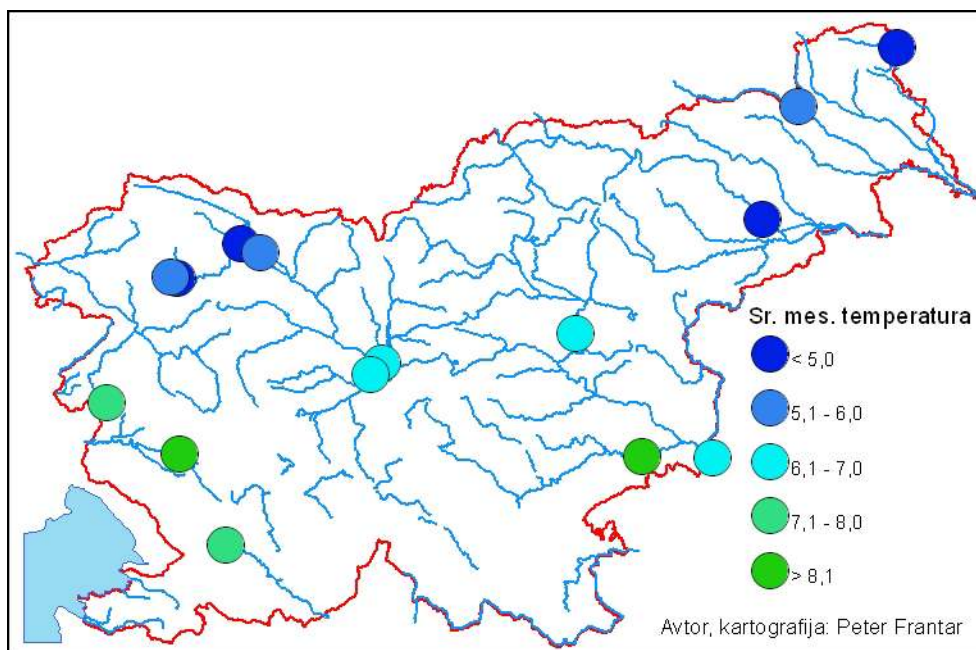 Sr. mes. temperatura
< 5,0
5,1 - 6,0
6,1 - 7,0
7,1 - 8,0
> 8,1
Avtor, kartografija: Peter Frantar